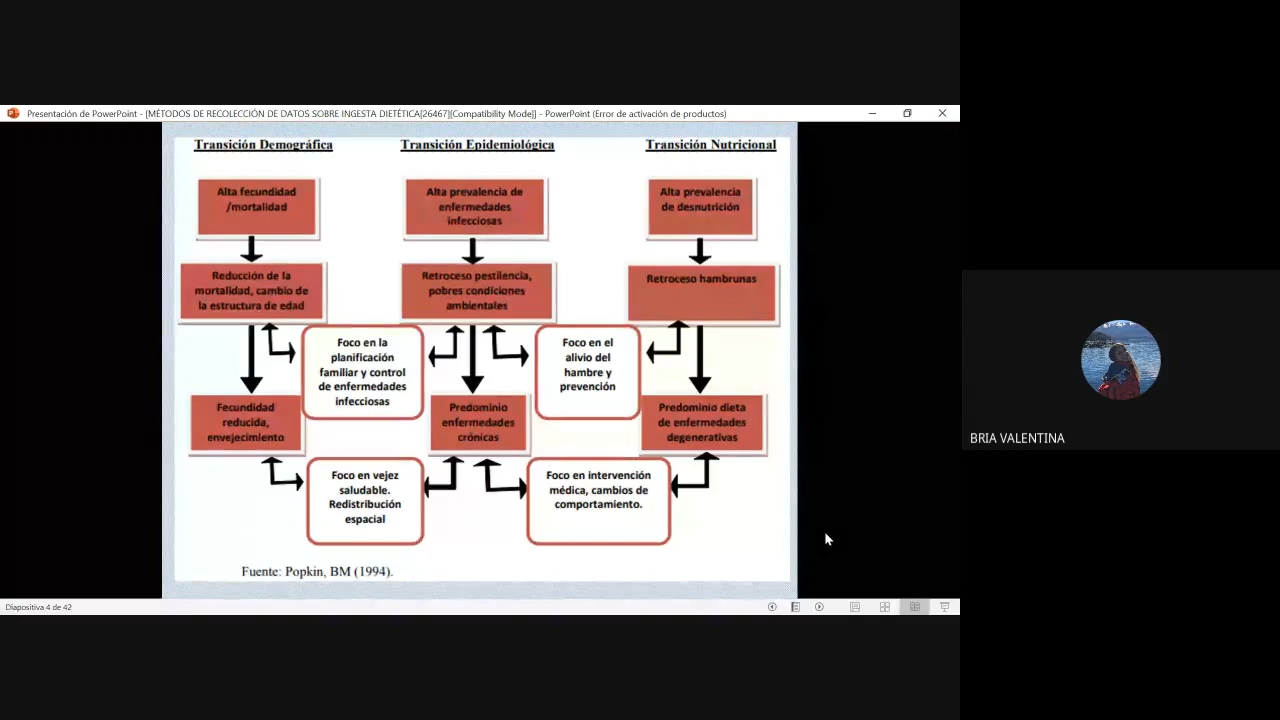 Presentación de PowerPoint - [MÉTODOS DE RECOLECCIÓN DE DATOS SOBRE INGESTA DIETÉTICA[26467][Compatibility Mode]] - PowerPoint (Error de activación de productos)
Transición Demográfica
Transición Epidemiológica
Transición Nutricional
Alta fecundidad
/mortalidad
Alta prevalencia de
enfermedades
infecciosas
Alta prevalencia
de desnutrición
Reducción de la
mortalidad, cambio de
la estructura de edad
Retroceso pestilencia,
pobres condiciones
ambientales
Retroceso hambrunas
Foco en la
planificación
familiar y control
de enfermedades
infecciosas
Foco en el
alivio del
hambre y
prevención
Fecundidad
reducida,
envejecimiento
Predominio
enfermedades
crónicas
Predominio dieta
de enfermedades
degenerativas
Foco en vejez
saludable.
Redistribución
espacial
Foco en intervención
médica, cambios de
comportamiento.
Fuente: Popkin, BM (1994).
Diapositiva 4 de 42
BRIA VALENTINA